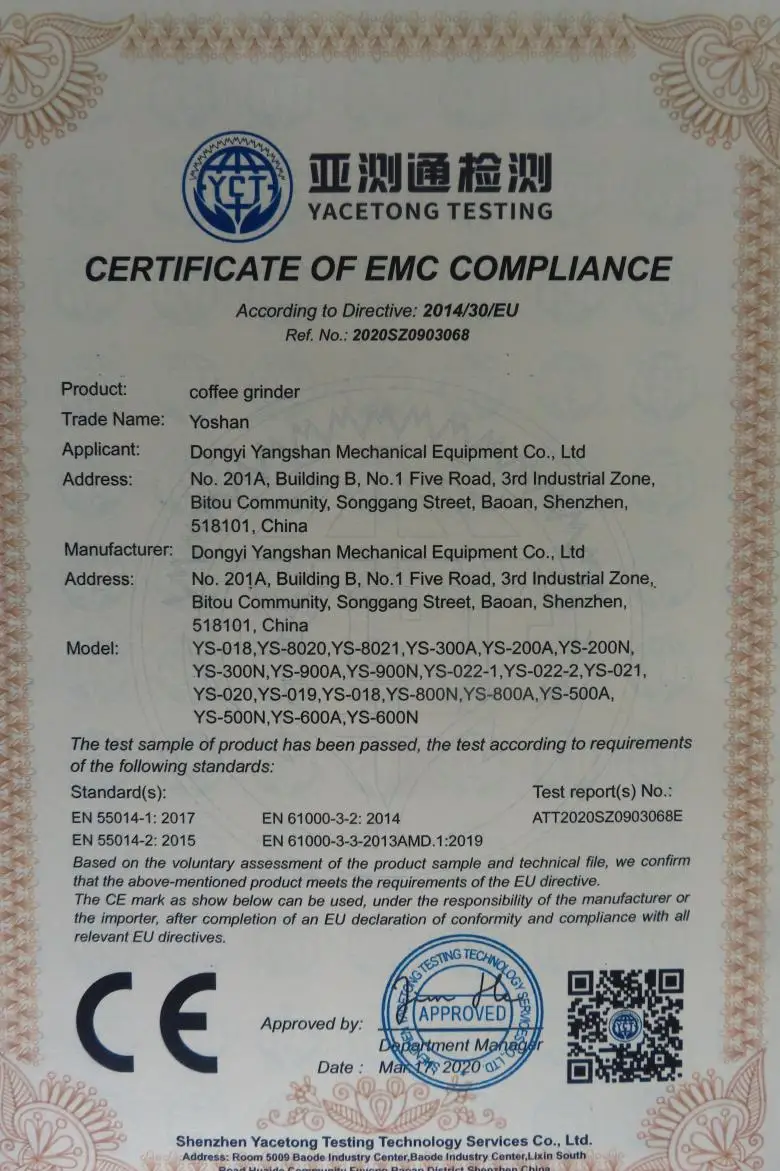 YCT
亚测通检测
YACETONG TESTING
CERTIFICATE OF EMC COMPLIANCE
According to Directive: 2014/30/EU
Ref. No.: 2020SZ0903068
Product: coffee grinder
Trade Name: Yoshan
Applicant: Dongyi Yangshan Mechanical Equipment Co., Ltd
Address: No. 201A, Building B, No.1 Five Road, 3rd Industrial Zone,
Bitou Community, Songgang Street, Baoan, Shenzhen,
518101, China
Manufacturer: Dongyi Yangshan Mechanical Equipment Co., Ltd
Address: No. 201A, Building B, No.1 Five Road, 3rd Industrial Zone,
Bitou Community, Songgang Street, Baoan, Shenzhen,
518101, China
Model: YS-018,YS-8020,YS-8021,YS-300A,YS-200A,YS-200N,
YS-300N,YS-900A,YS-900N,YS-022-1,YS-022-2,YS-021,
YS-020,YS-019,YS-018,YS-800N,YS-800A,YS-500A,
YS-500N,YS-600A,YS-600N
The test sample of product has been passed, the test according to requirements
of the following standards:
Standard(s): Test report(s) No.:
EN 55014-1: 2017 EN 61000-3-2: 2014 ATT2020SZ0903068E
EN 55014-2: 2015 EN 61000-3-3-2013AMD.1:2019
Based on the voluntary assessment of the product sample and technical file, we confirm
that the above-mentioned product meets the requirements of the EU directive.
The CE mark as show below can be used, under the responsibility of the manufacturer or
the importer, after completion of an EU declaration of conformity and compliance with all
relevant EU directives.
CE
SHENZHEN YACETONG TESTING TECHNOLOGY SERVICES CO., LTD.
APPROVED
Approved by:
Department Manager
Date : Mar 17, 2020
Shenzhen Yacetong Testing Technology Services Co., Ltd.
Address: Room 5009 Baode Industry Center,Baode Industry Center,Lixin South